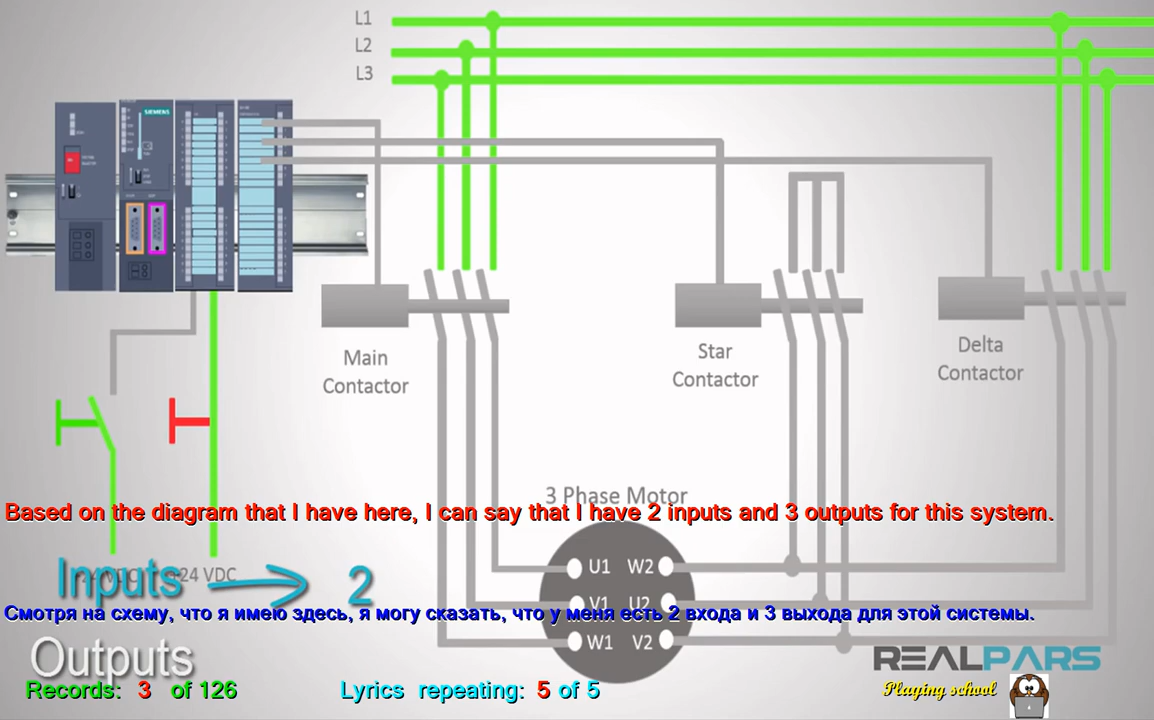 L1
L2
L3
SIEMENS
Main
Contactor
Star
Contactor
Delta
Contactor
3 Phase Motor
Based on the diagram that I have here, I can say that I have 2 inputs and 3 outputs for this system.
24 VDC
Inputs 2
U1 W2
V1 U2
W1 V2
Смотря на схему, что я имею здесь, я могу сказать, что у меня есть 2 входа и 3 выхода для этой системы.
Outputs
REALPARS
Records: 3 of 126
Lyrics repeating: 5 of 5
Playing school